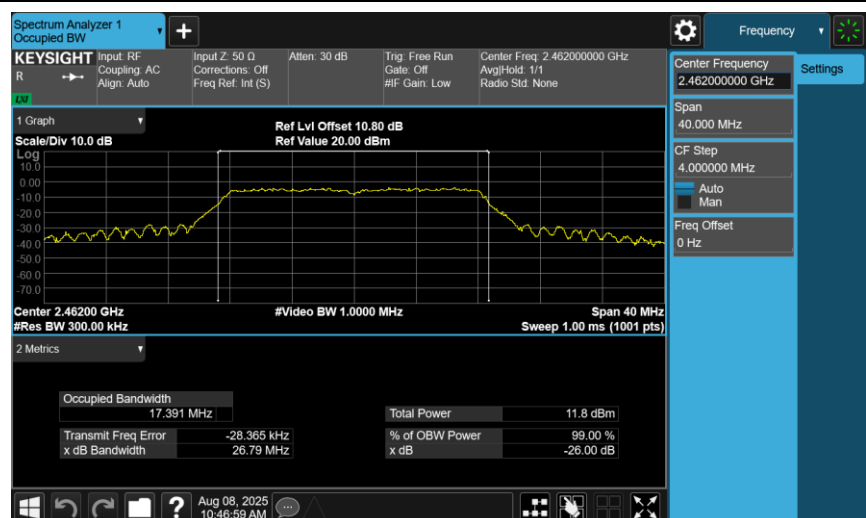 Spectrum Analyzer 1
Occupied BW
Frequency
KEYSIGHT
R
LXI
Input: RF
Coupling: AC
Align: Auto
Input Z: 50 Ω
Corrections: Off
Freq Ref: Int (S)
Atten: 30 dB
Trig: Free Run
Gate: Off
#IF Gain: Low
Center Freq: 2.462000000 GHz
Avg|Hold: 1/1
Radio Std: None
Center Frequency
2.462000000 GHz
Settings
Span
40.000 MHz
CF Step
4.000000 MHz
Auto
Man
Freq Offset
0 Hz
1 Graph
Scale/Div 10.0 dB
Ref Lvl Offset 10.80 dB
Ref Value 20.00 dBm
Log
10.0
0.00
-10.0
-20.0
-30.0
-40.0
-50.0
-60.0
-70.0
Center 2.46200 GHz
#Video BW 1.0000 MHz
Span 40 MHz
#Res BW 300.00 kHz
Sweep 1.00 ms (1001 pts)
2 Metrics
Occupied Bandwidth
17.391 MHz
Total Power 11.8 dBm
Transmit Freq Error -28.365 kHz
% of OBW Power 99.00 %
x dB Bandwidth 26.79 MHz
x dB -26.00 dB
?
Aug 08, 2025
10:46:59 AM